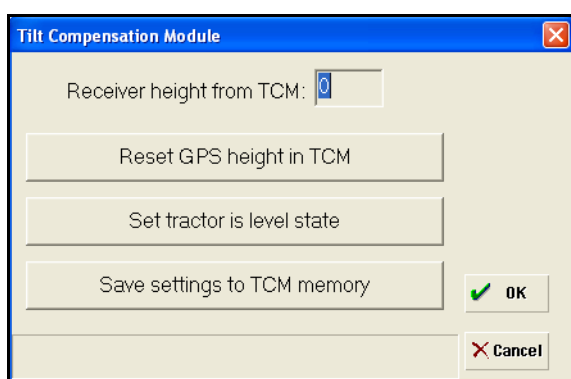 Tilt Compensation Module
Receiver height from TCM: 0
Reset GPS height in TCM
Set tractor is level state
Save settings to TCM memory
OK
Cancel